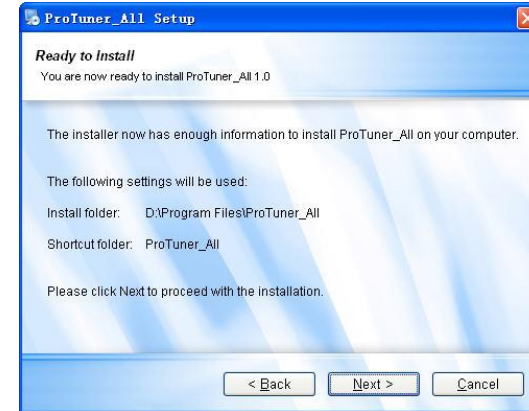 ProTuner_All Setup
Ready to Install
You are now ready to install ProTuner_All 1.0
The installer now has enough information to install ProTuner_All on your computer.
The following settings will be used:
Install folder: D:\Program Files\ProTuner_All
Shortcut folder: ProTuner_All
Please click Next to proceed with the installation.
< Back Next > Cancel